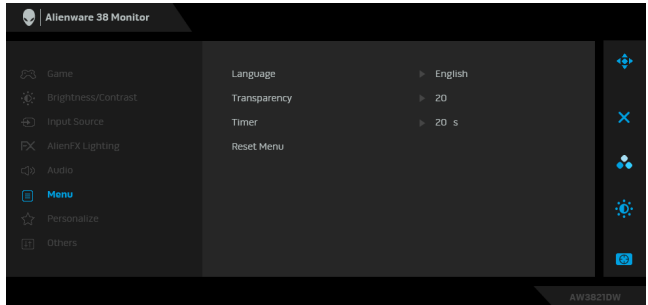 Alienware 38 Monitor
Game
Brightness/Contrast
Input Source
AlienFX Lighting
Audio
Menu
Personalize
Others
Language English
Transparency 20
Timer 20 s
Reset Menu
AW3821DW